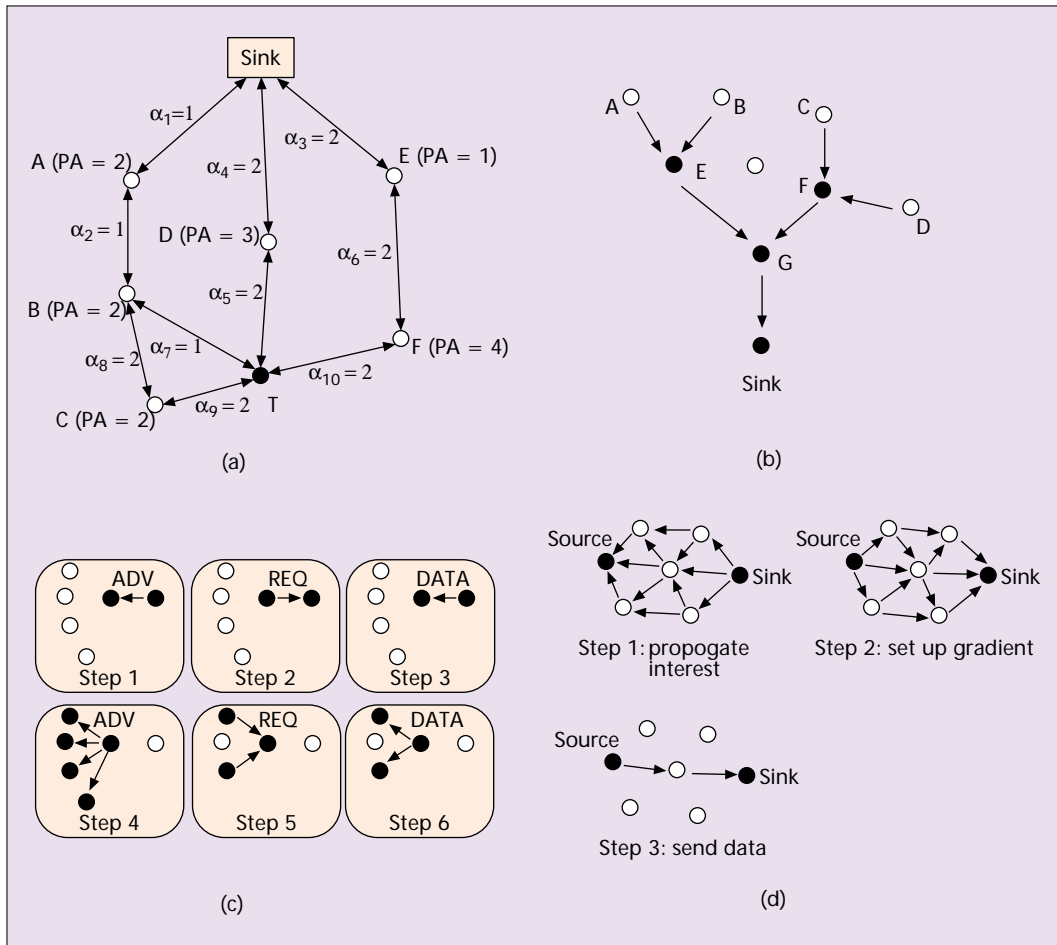 Sink
α1=1
α3=2
A (PA = 2)
α4=2
E (PA = 1)
α2=1
D (PA = 3)
α6=2
α5=2
B (PA = 2)
α7=1
α8=2
F (PA = 4)
α10=2
C (PA = 2)
α9=2
T
(a)
A
B
C
E
F
D
G
Sink
(b)
ADV
Step 1
REQ
Step 2
DATA
Step 3
ADV
Step 4
REQ
Step 5
DATA
Step 6
(c)
Source
Sink
Step 1: propogate
interest
Source
Sink
Step 2: set up gradient
Source
Sink
Step 3: send data
(d)